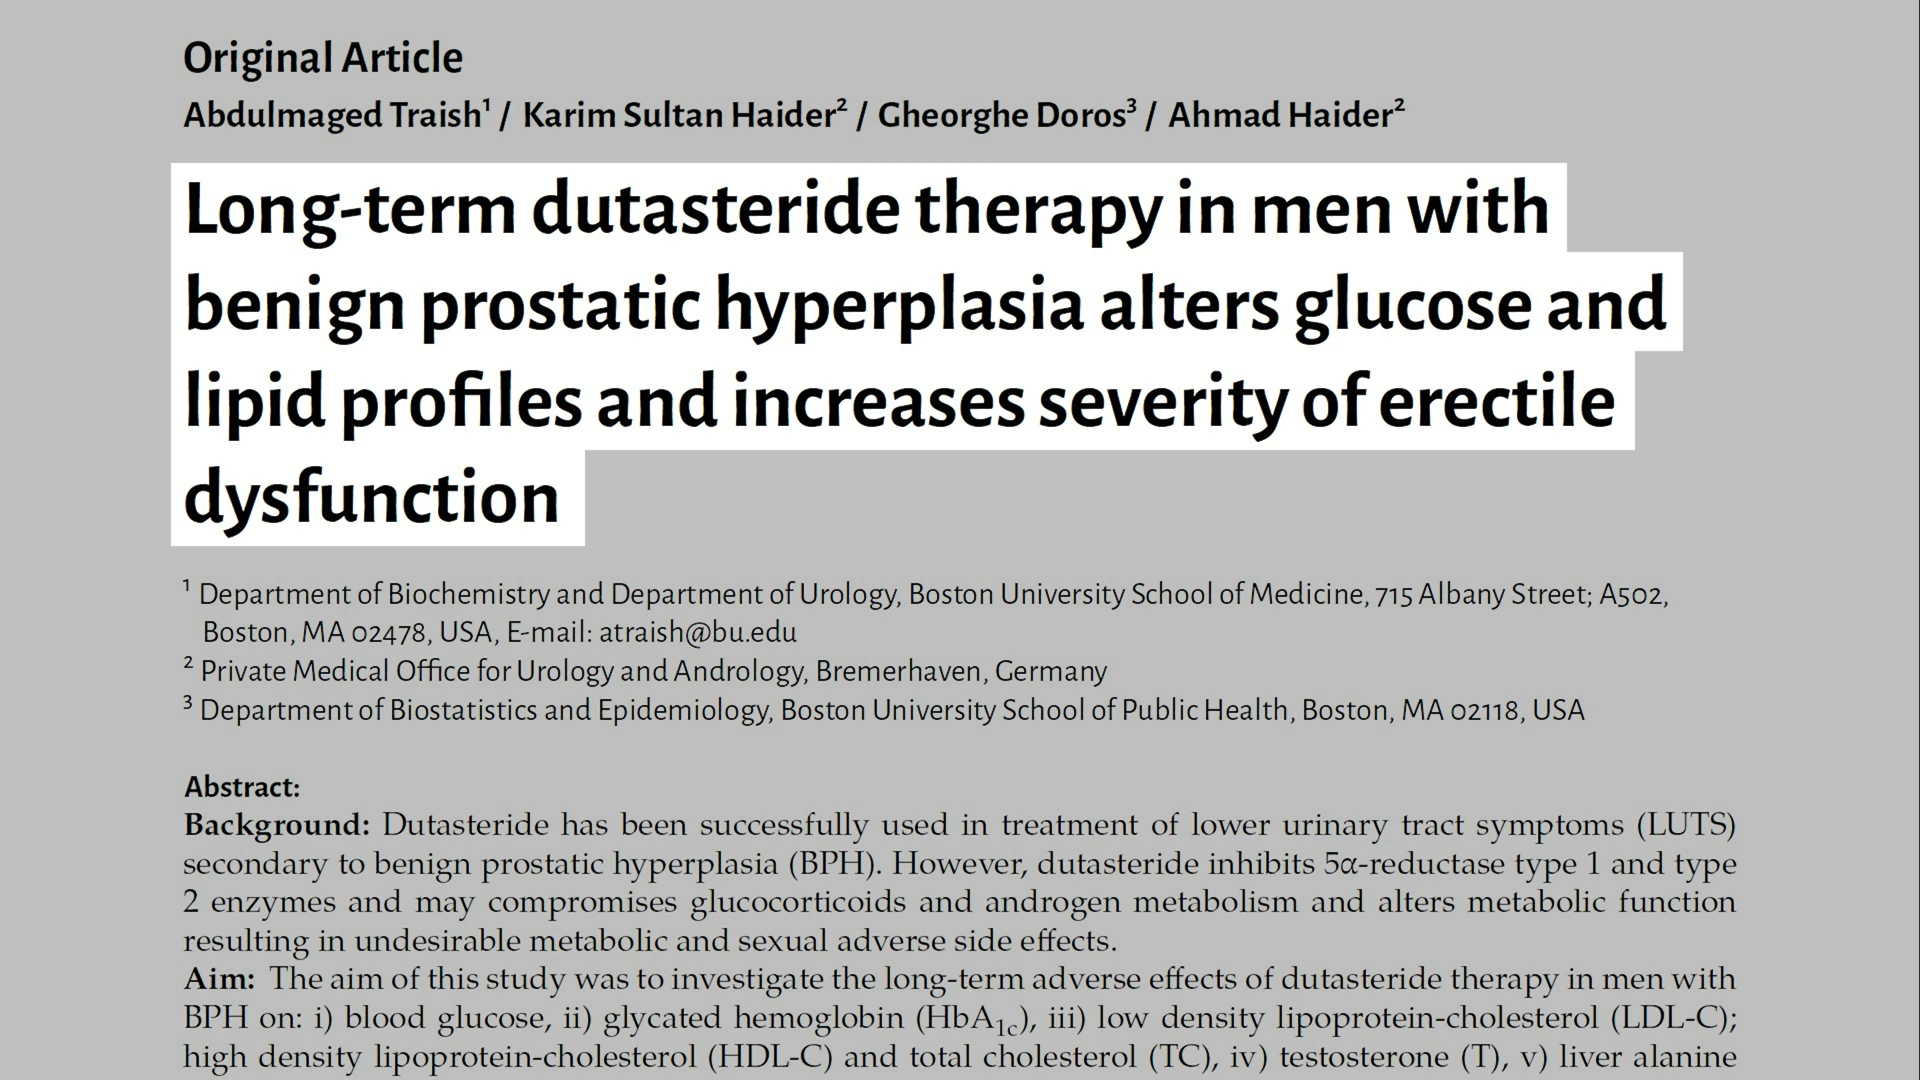 Original Article
Abdulmaged Traish¹ / Karim Sultan Haider² / Gheorghe Doros³ / Ahmad Haider²
Long-term dutasteride therapy in men with
benign prostatic hyperplasia alters glucose and
lipid profiles and increases severity of erectile
dysfunction
¹ Department of Biochemistry and Department of Urology, Boston University School of Medicine, 715 Albany Street; A502,
Boston, MA 02478, USA, E-mail: atraish@bu.edu
² Private Medical Office for Urology and Andrology, Bremerhaven, Germany
³ Department of Biostatistics and Epidemiology, Boston University School of Public Health, Boston, MA 02118, USA
Abstract:
Background: Dutasteride has been successfully used in treatment of lower urinary tract symptoms (LUTS)
secondary to benign prostatic hyperplasia (BPH). However, dutasteride inhibits 5α-reductase type 1 and type
2 enzymes and may compromises glucocorticoids and androgen metabolism and alters metabolic function
resulting in undesirable metabolic and sexual adverse side effects.
Aim: The aim of this study was to investigate the long-term adverse effects of dutasteride therapy in men with
BPH on: i) blood glucose, ii) glycated hemoglobin (HbA1c), iii) low density lipoprotein-cholesterol (LDL-C);
high density lipoprotein-cholesterol (HDL-C) and total cholesterol (TC), iv) testosterone (T), v) liver alanine